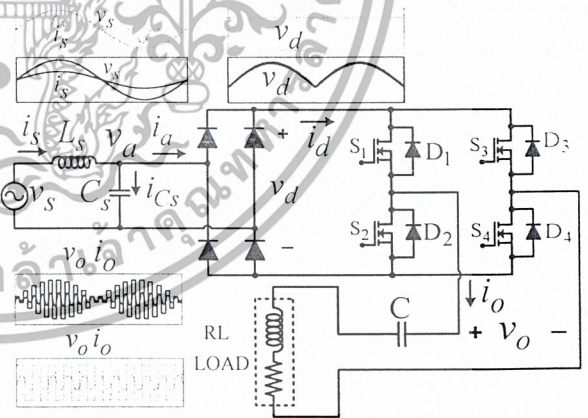 v_s
i_s
v_d
v_s
i_s
v_d
i_s L_s v_a i_a
i_d
+
S_1 D_1 S_3 D_3
v_s C_s i_Cs
v_d
S_2 D_2 S_4 D_4
−
v_o i_o
i_o
C
+ v_o −
RL
LOAD
v_o i_o